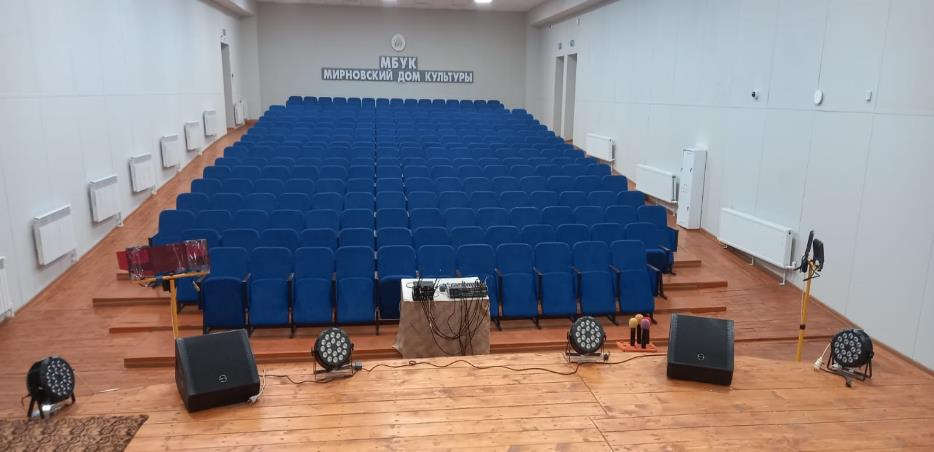 МБУК
МИРНОВСКИЙ ДОМ КУЛЬТУРЫ